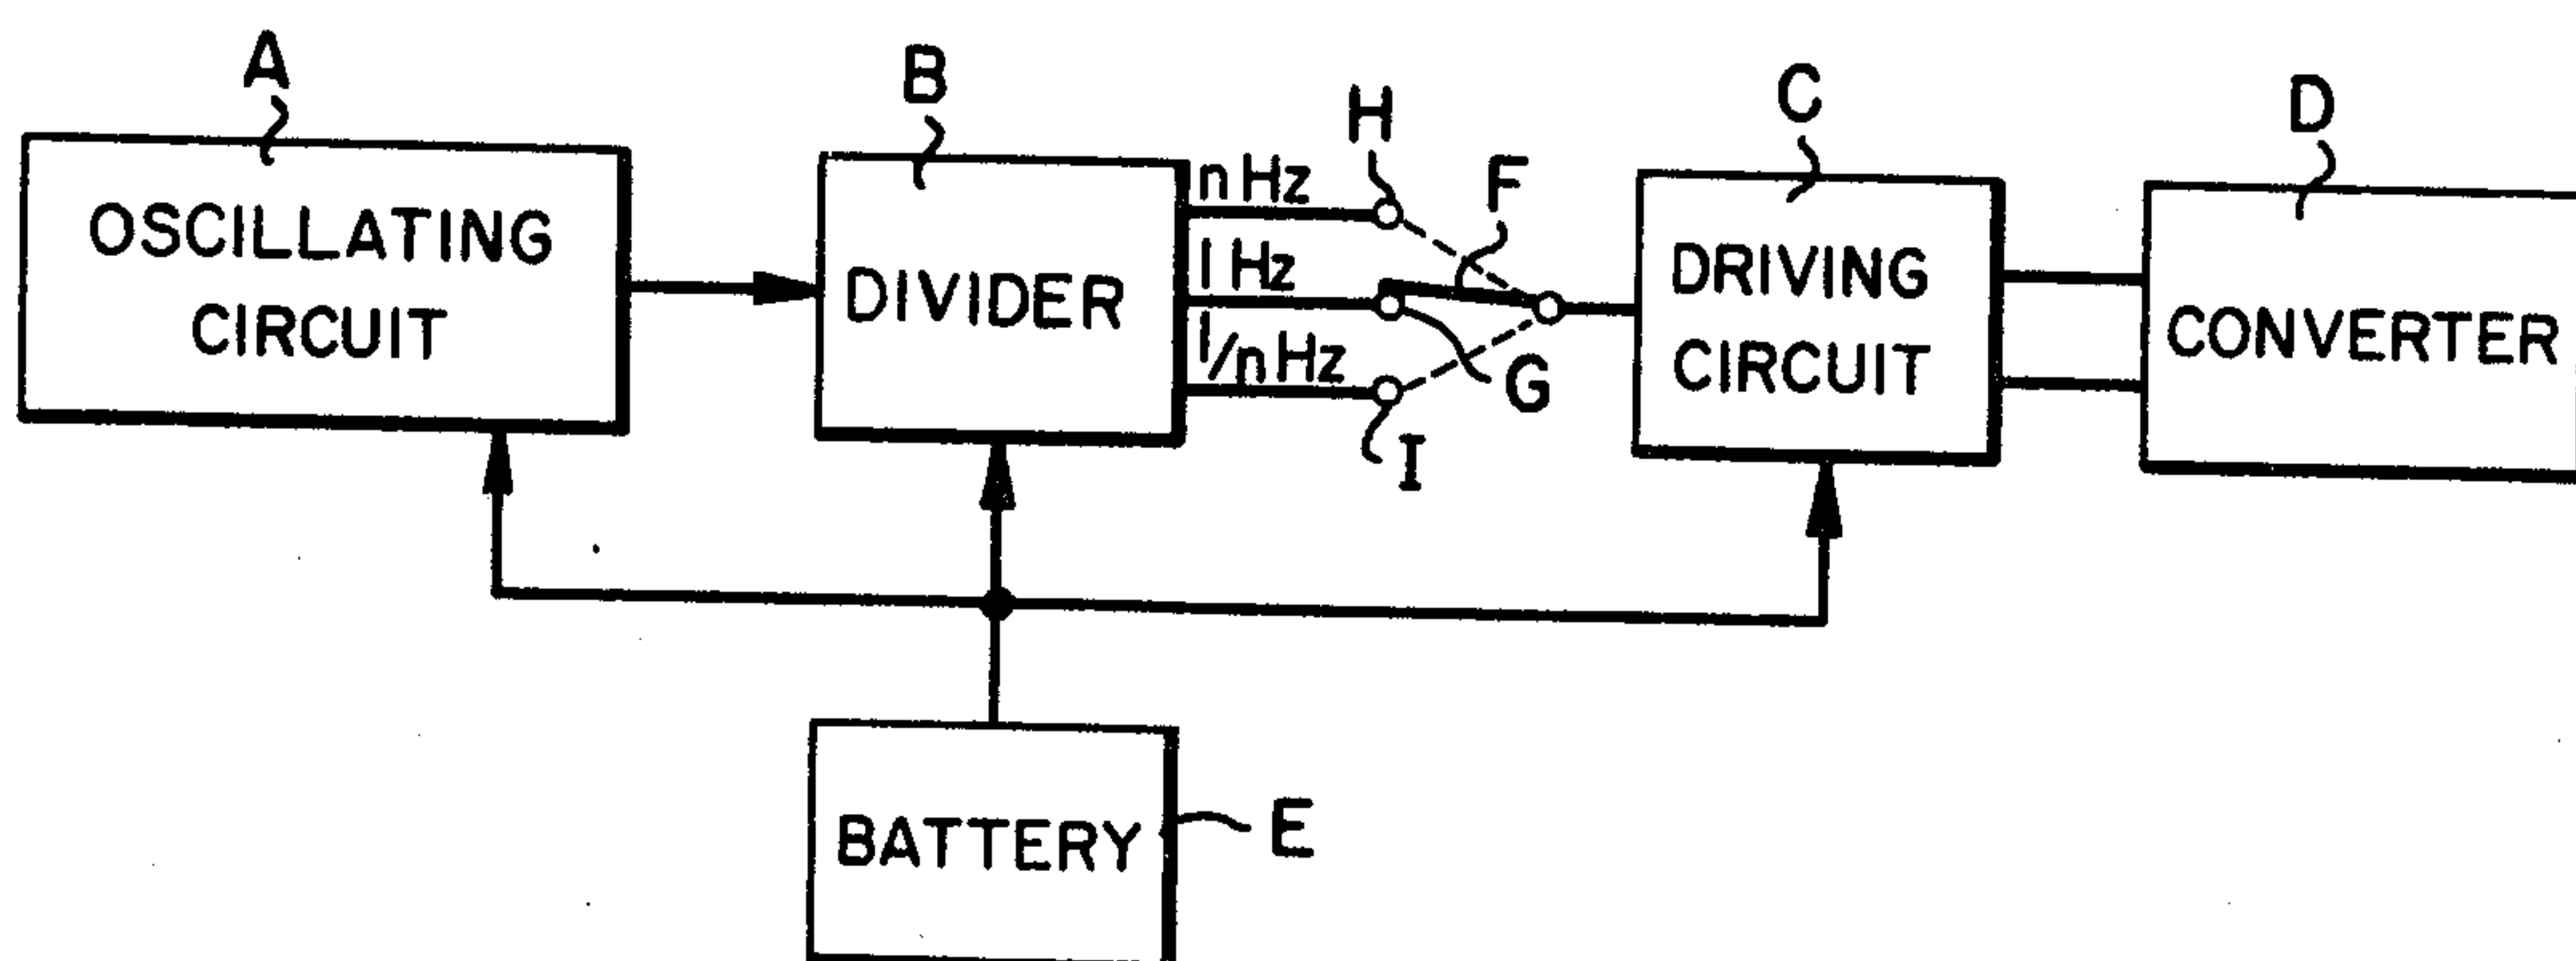 A
B
H
F
C
D
OSCILLATING
CIRCUIT
DIVIDER
n Hz
1 Hz
1/n Hz
G
I
DRIVING
CIRCUIT
CONVERTER
BATTERY
E